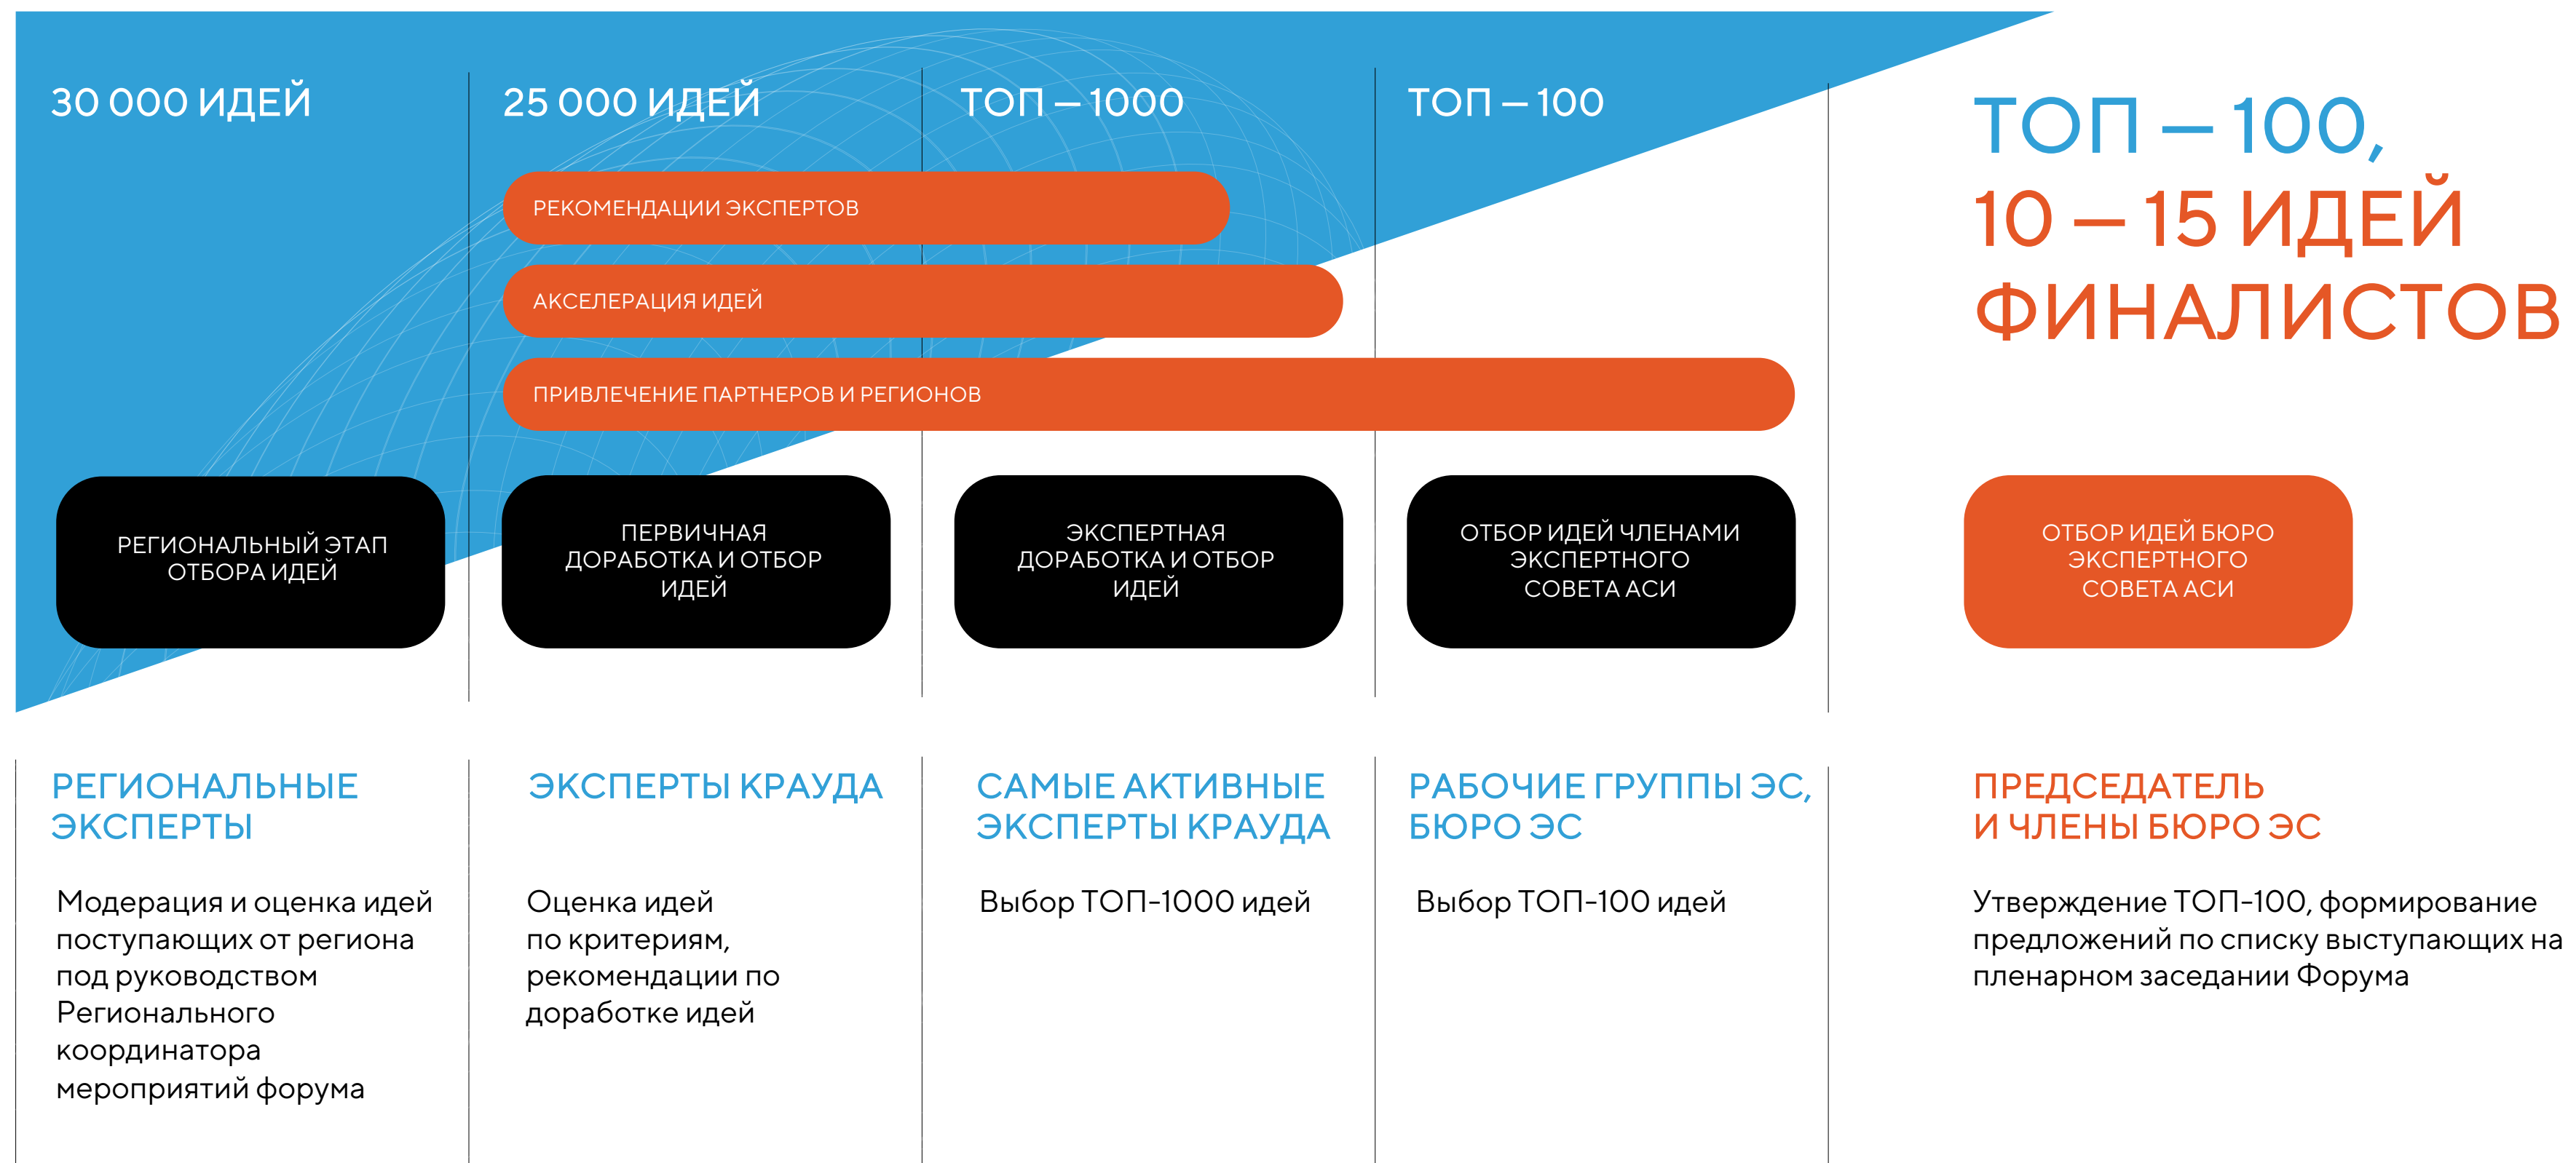 30 000 ИДЕЙ
25 000 ИДЕЙ
ТОП – 1000
ТОП – 100
ТОП – 100,
10 – 15 ИДЕЙ
ФИНАЛИСТОВ
РЕКОМЕНДАЦИИ ЭКСПЕРТОВ
АКСЕЛЕРАЦИЯ ИДЕЙ
ПРИВЛЕЧЕНИЕ ПАРТНЕРОВ И РЕГИОНОВ
РЕГИОНАЛЬНЫЙ ЭТАП
ОТБОРА ИДЕЙ
ПЕРВИЧНАЯ
ДОРАБОТКА И ОТБОР
ИДЕЙ
ЭКСПЕРТНАЯ
ДОРАБОТКА И ОТБОР
ИДЕЙ
ОТБОР ИДЕЙ ЧЛЕНАМИ
ЭКСПЕРТНОГО
СОВЕТА АСИ
ОТБОР ИДЕЙ БЮРО
ЭКСПЕРТНОГО
СОВЕТА АСИ
РЕГИОНАЛЬНЫЕ
ЭКСПЕРТЫ
Модерация и оценка идей
поступающих от региона
под руководством
Регионального
координатора
мероприятий форума
ЭКСПЕРТЫ КРАУДА
Оценка идей
по критериям,
рекомендации по
доработке идей
САМЫЕ АКТИВНЫЕ
ЭКСПЕРТЫ КРАУДА
Выбор ТОП-1000 идей
РАБОЧИЕ ГРУППЫ ЭС,
БЮРО ЭС
Выбор ТОП-100 идей
ПРЕДСЕДАТЕЛЬ
И ЧЛЕНЫ БЮРО ЭС
Утверждение ТОП-100, формирование
предложений по списку выступающих на
пленарном заседании Форума